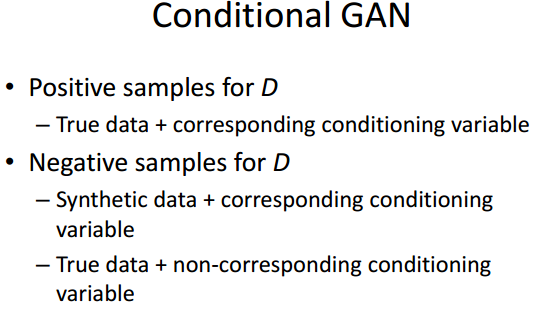 Conditional GAN
• Positive samples for D
– True data + corresponding conditioning variable
• Negative samples for D
– Synthetic data + corresponding conditioning
variable
– True data + non-corresponding conditioning
variable